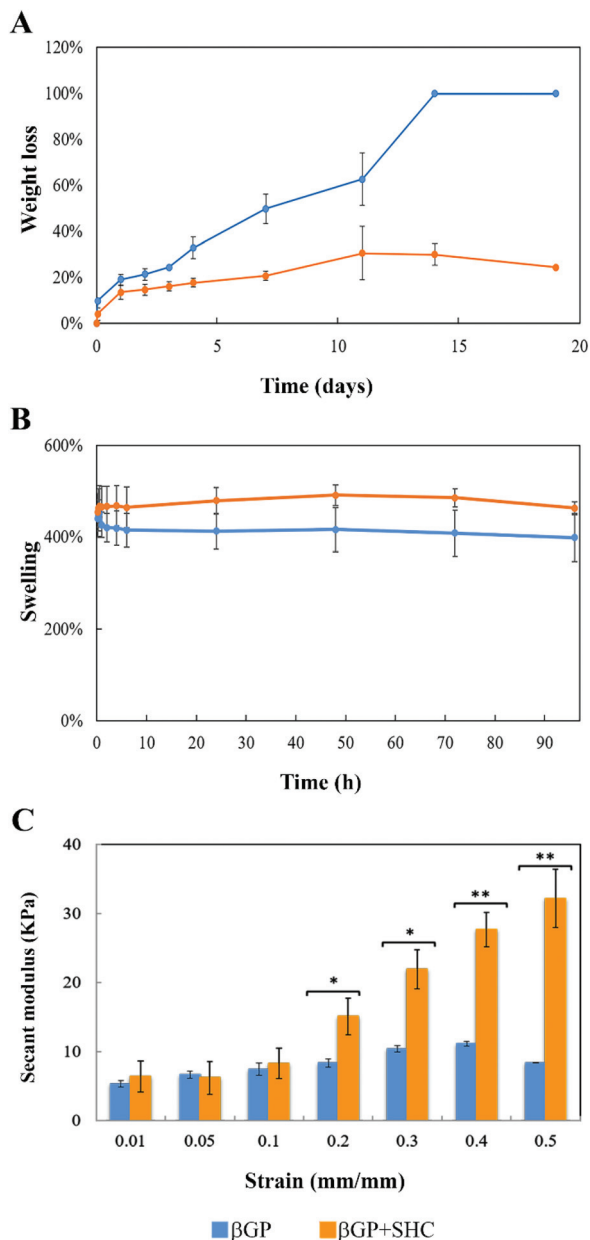 A
120%
100%
80%
60%
40%
20%
0%
Weight loss
0 5 10 15 20
Time (days)
B
600%
400%
200%
0%
Swelling
0 10 20 30 40 50 60 70 80 90
Time (h)
C
40
30
20
10
0
Secant modulus (KPa)
* * ** **
0.01 0.05 0.1 0.2 0.3 0.4 0.5
Strain (mm/mm)
βGP βGP+SHC